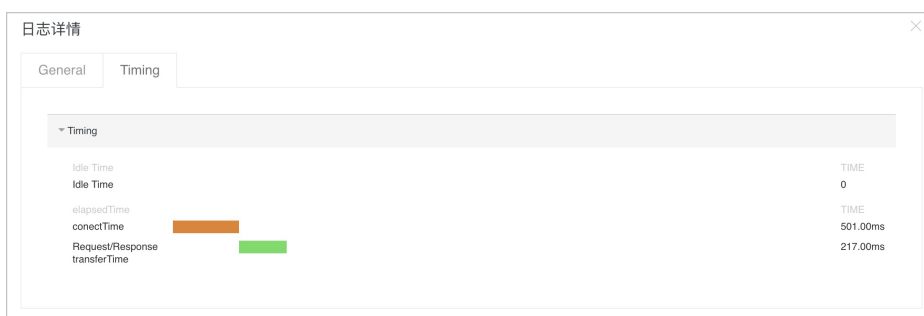 日志详情
General Timing
Timing
Idle Time TIME
Idle Time 0
elapsedTime TIME
conectTime 501.00ms
Request/Response 217.00ms
transferTime